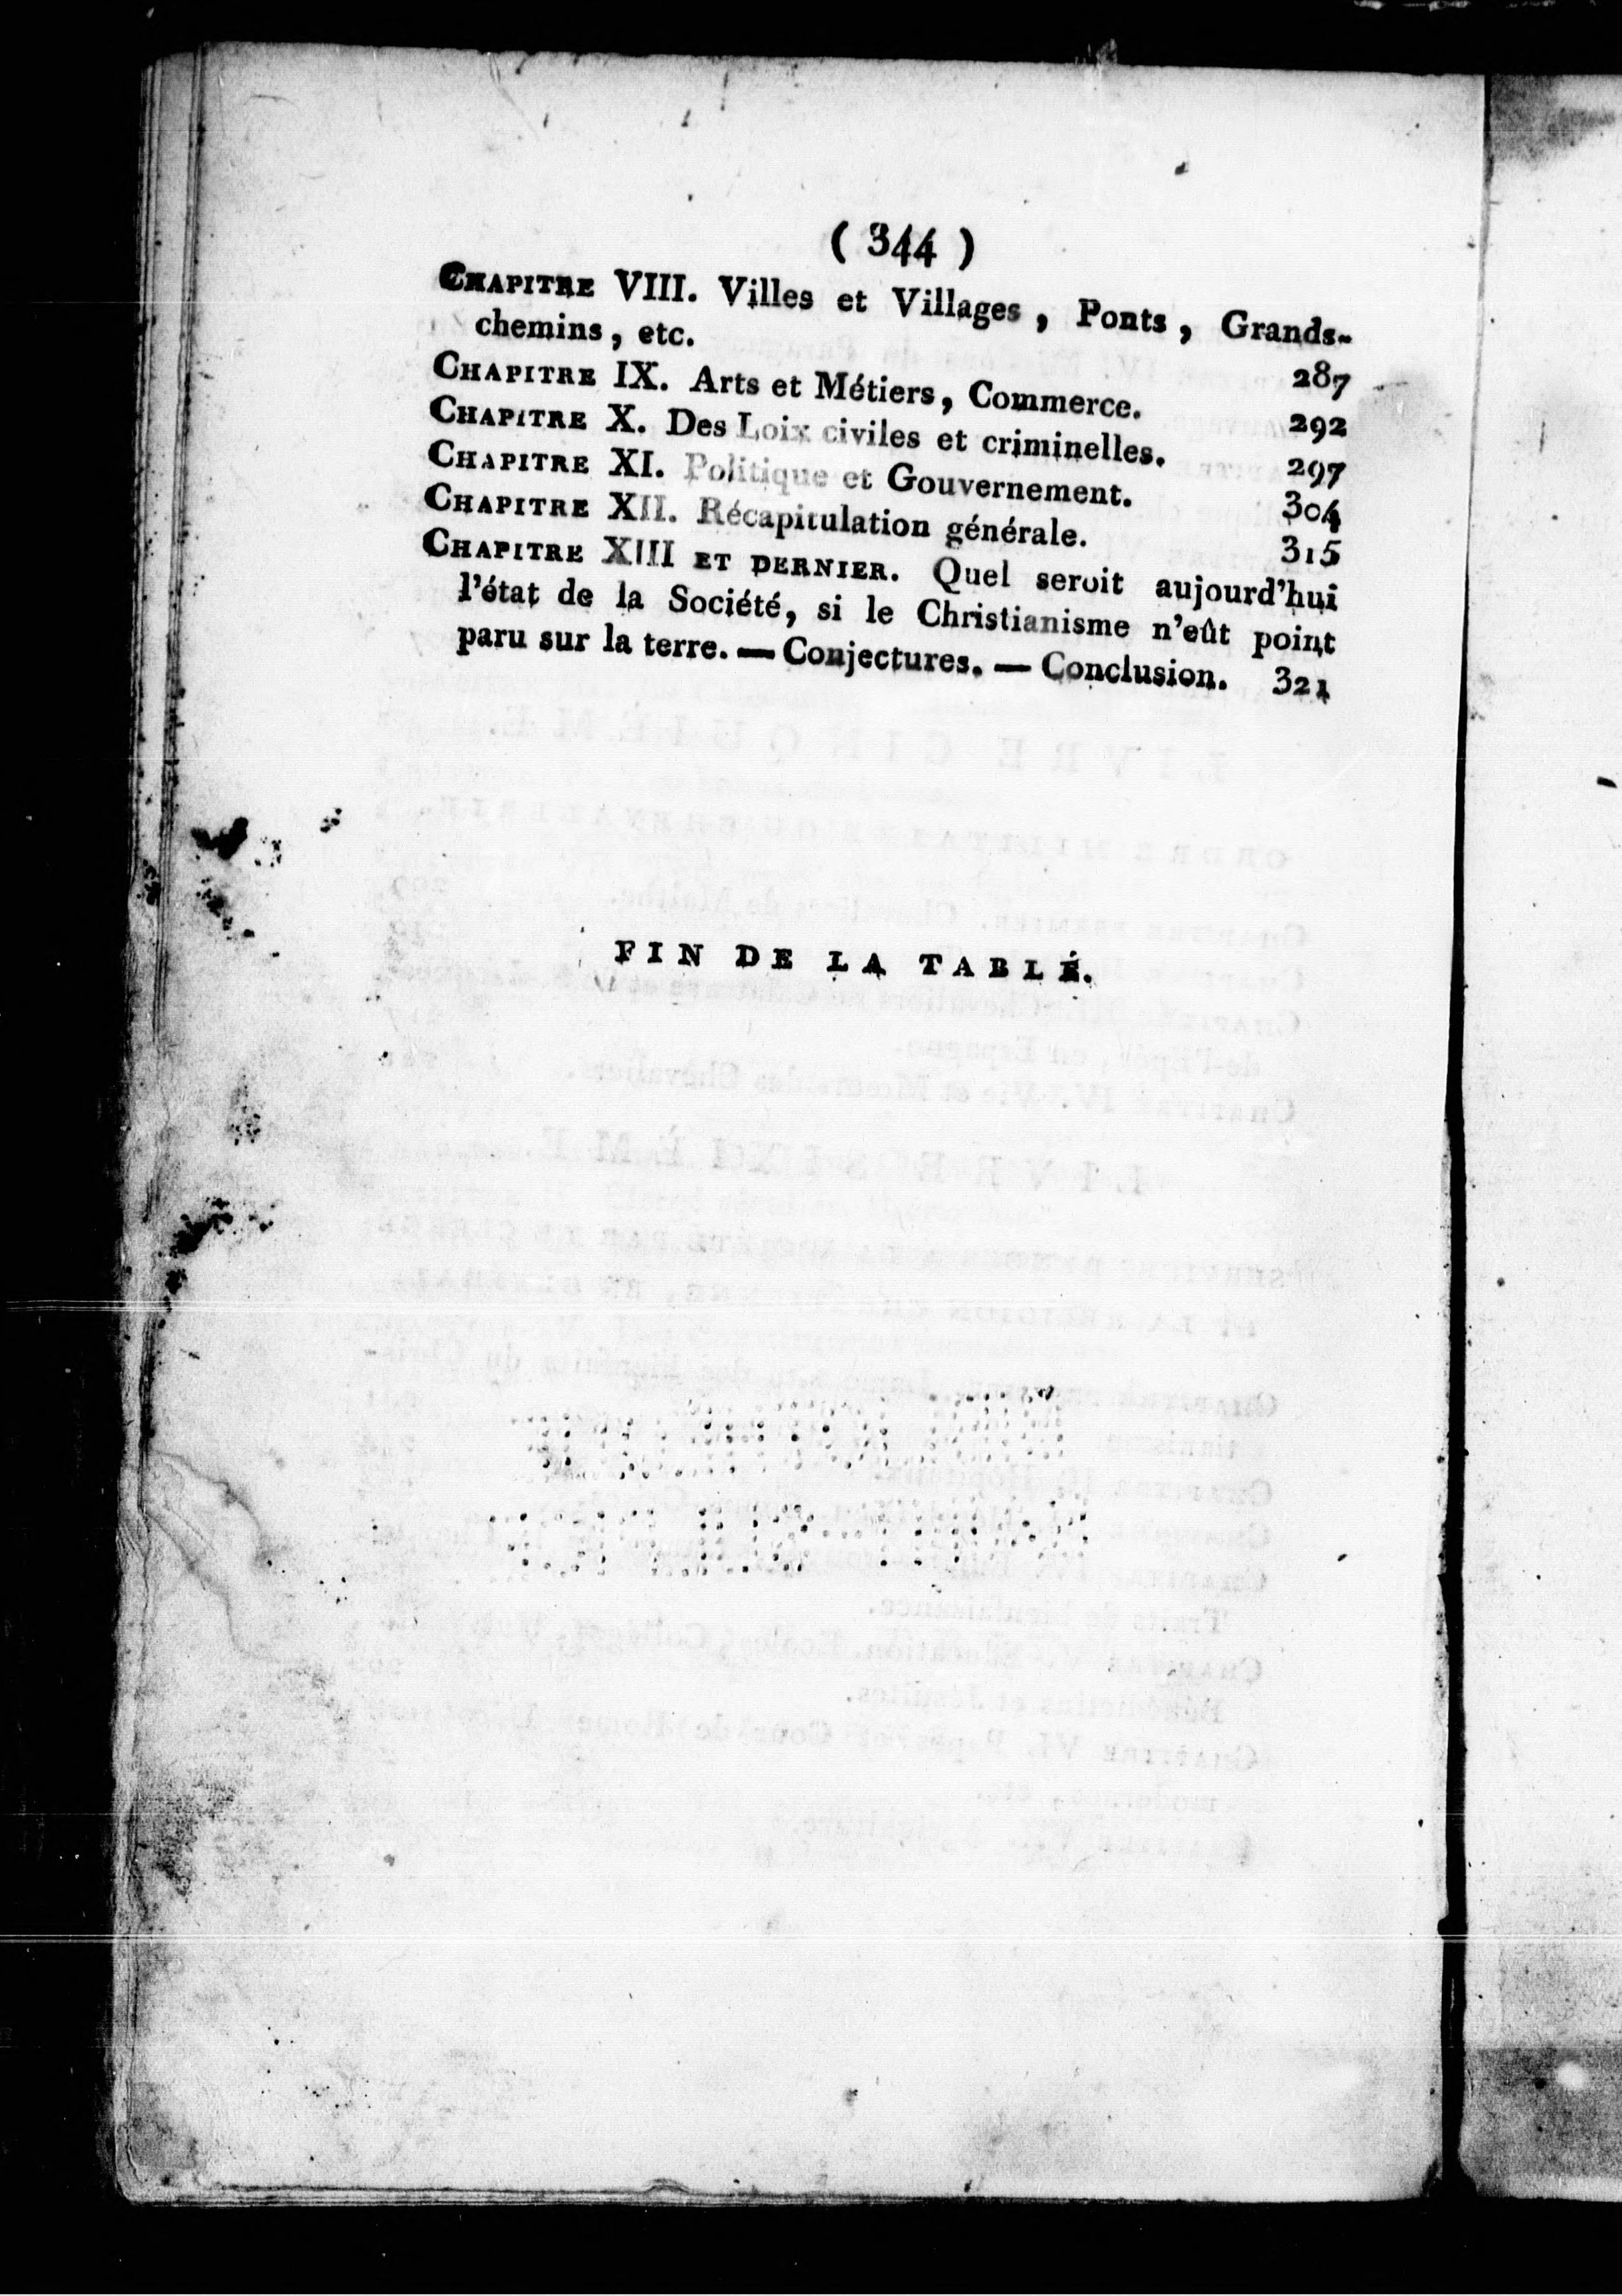 ( 344 )
CHAPITRE VIII. Villes et Villages, Ponts, Grands-
chemins, etc. 287
CHAPITRE IX. Arts et Métiers, Commerce. 292
CHAPITRE X. Des Loix civiles et criminelles. 297
CHAPITRE XI. Politique et Gouvernement. 304
CHAPITRE XII. Récapitulation générale. 315
CHAPITRE XIII ET DERNIER. Quel seroit aujourd'hui
l'état de la Société, si le Christianisme n'eût point
paru sur la terre. — Conjectures. — Conclusion. 321
FIN DE LA TABLE.